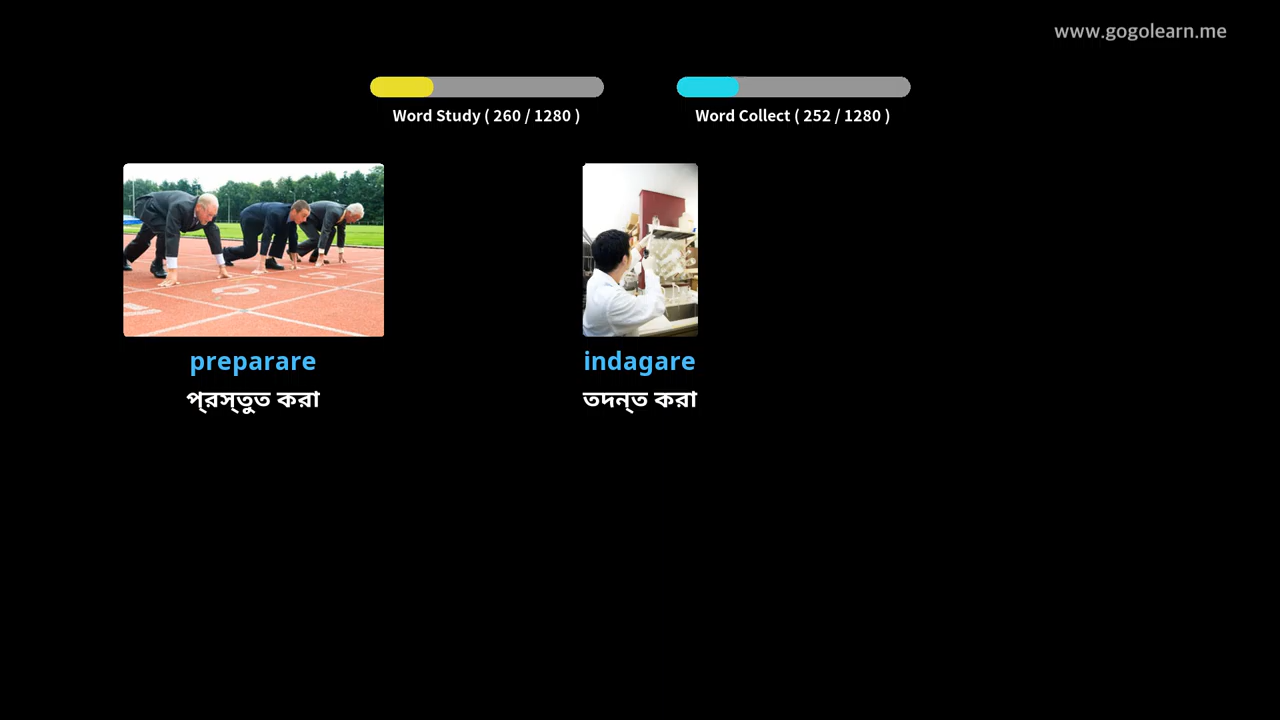 www.gogolearn.me
Word Study ( 260 / 1280 )
Word Collect ( 252 / 1280 )
preparare
প্রস্তুত করা
indagare
তদন্ত করা